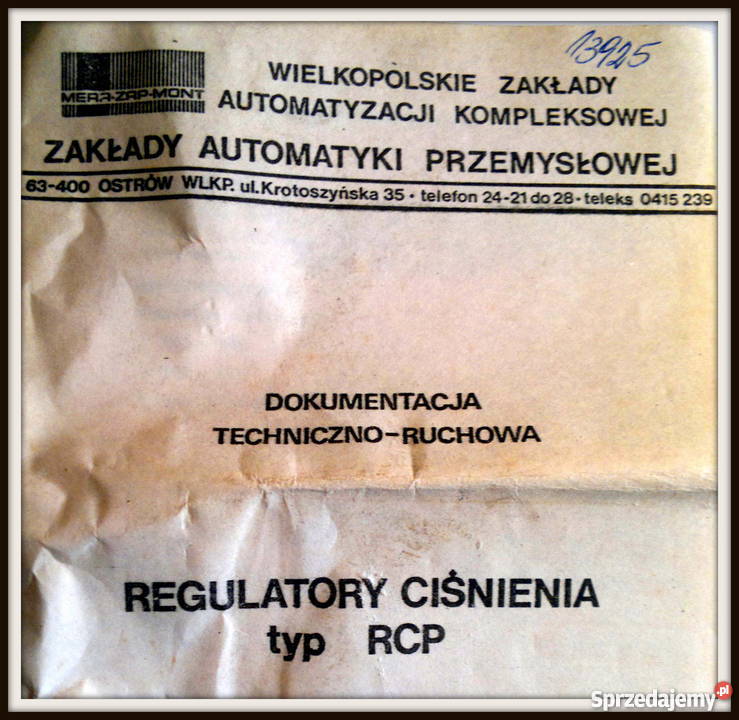 13925
MERA-ZAP-MONT
WIELKOPOLSKIE ZAKŁADY
AUTOMATYZACJI KOMPLEKSOWEJ
ZAKŁADY AUTOMATYKI PRZEMYSŁOWEJ
63-400 OSTRÓW WLKP. ul.Krotoszyńska 35 • telefon 24-21 do 28 • teleks 0415 239
DOKUMENTACJA
TECHNICZNO-RUCHOWA
REGULATORY CIŚNIENIA
typ RCP
Sprzedajemy.pl